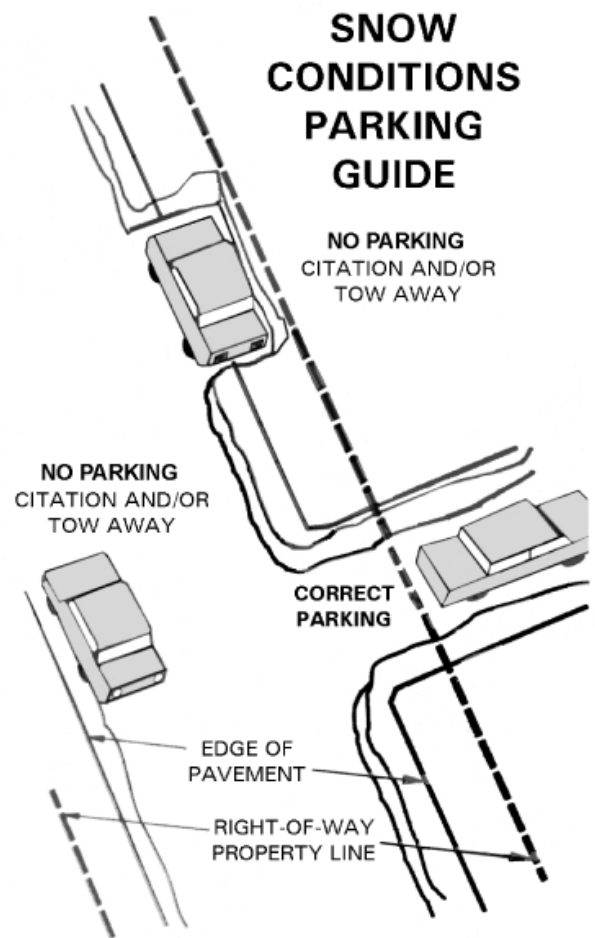 SNOW
CONDITIONS
PARKING
GUIDE
NO PARKING
CITATION AND/OR
TOW AWAY
NO PARKING
CITATION AND/OR
TOW AWAY
CORRECT
PARKING
EDGE OF
PAVEMENT
RIGHT-OF-WAY
PROPERTY LINE